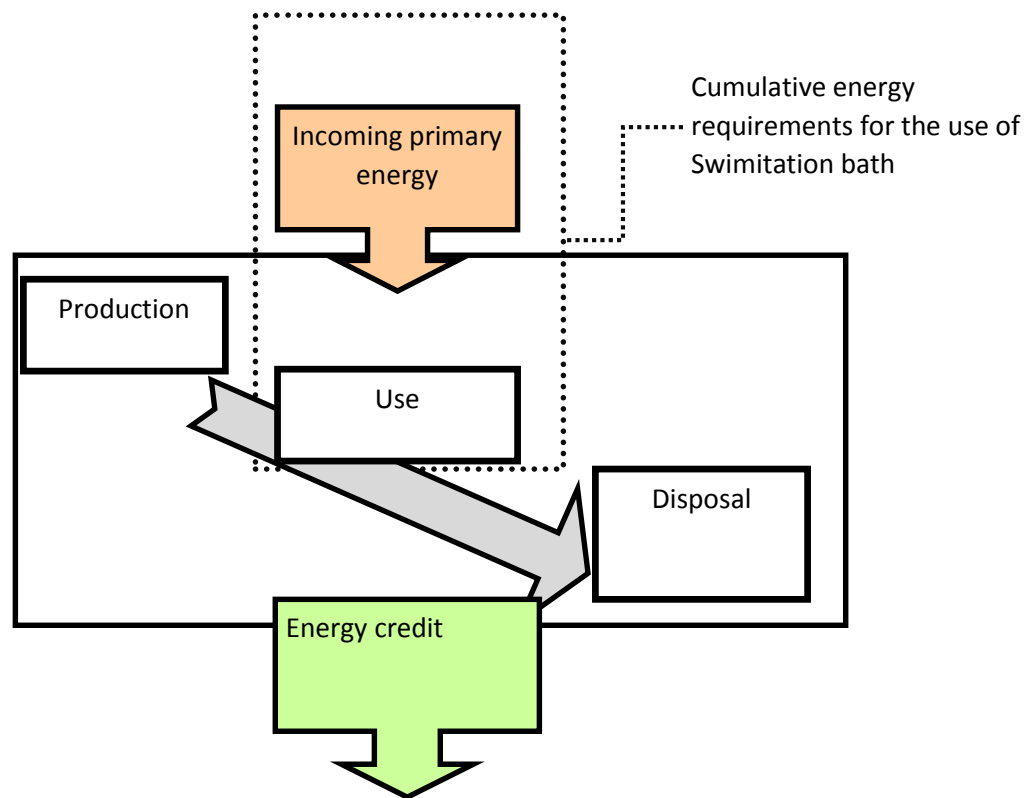 Cumulative energy
requirements for the use of
Swimitation bath
Incoming primary
energy
Production
Use
Disposal
Energy credit